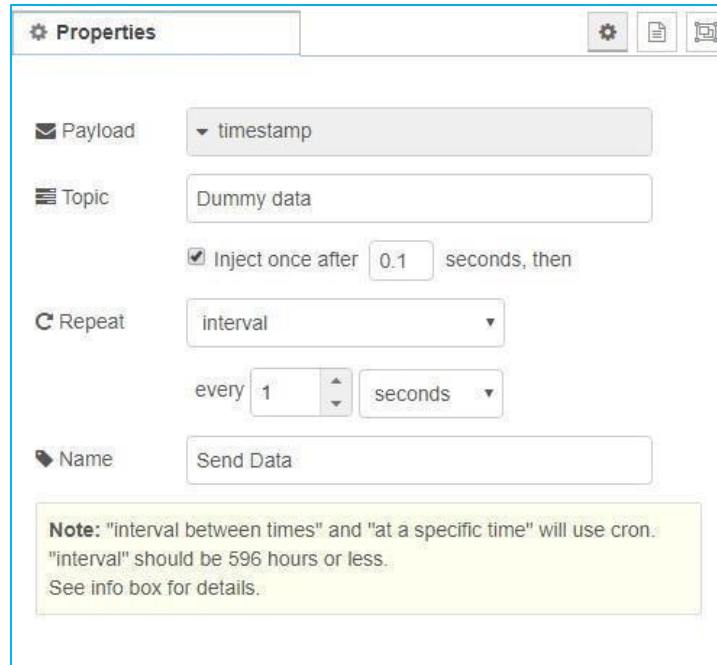 Properties
Payload
timestamp
Topic
Dummy data
Inject once after 0.1 seconds, then
Repeat
interval
every 1 seconds
Name
Send Data
Note: "interval between times" and "at a specific time" will use cron.
"interval" should be 596 hours or less.
See info box for details.